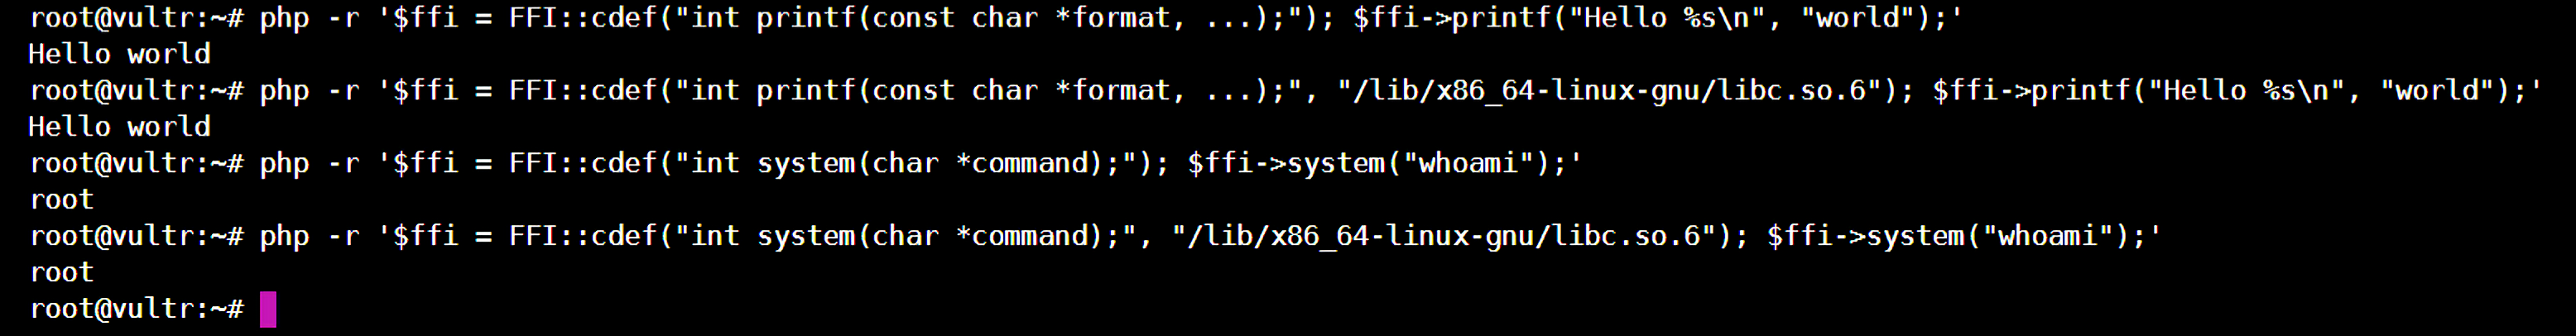 root@vultr:~# php -r '$ffi = FFI::cdef("int printf(const char *format, ...);"); $ffi->printf("Hello %s\n", "world");'
Hello world
root@vultr:~# php -r '$ffi = FFI::cdef("int printf(const char *format, ...);", "/lib/x86_64-linux-gnu/libc.so.6"); $ffi->printf("Hello %s\n", "world");'
Hello world
root@vultr:~# php -r '$ffi = FFI::cdef("int system(char *command);"); $ffi->system("whoami");'
root
root@vultr:~# php -r '$ffi = FFI::cdef("int system(char *command);", "/lib/x86_64-linux-gnu/libc.so.6"); $ffi->system("whoami");'
root
root@vultr:~#